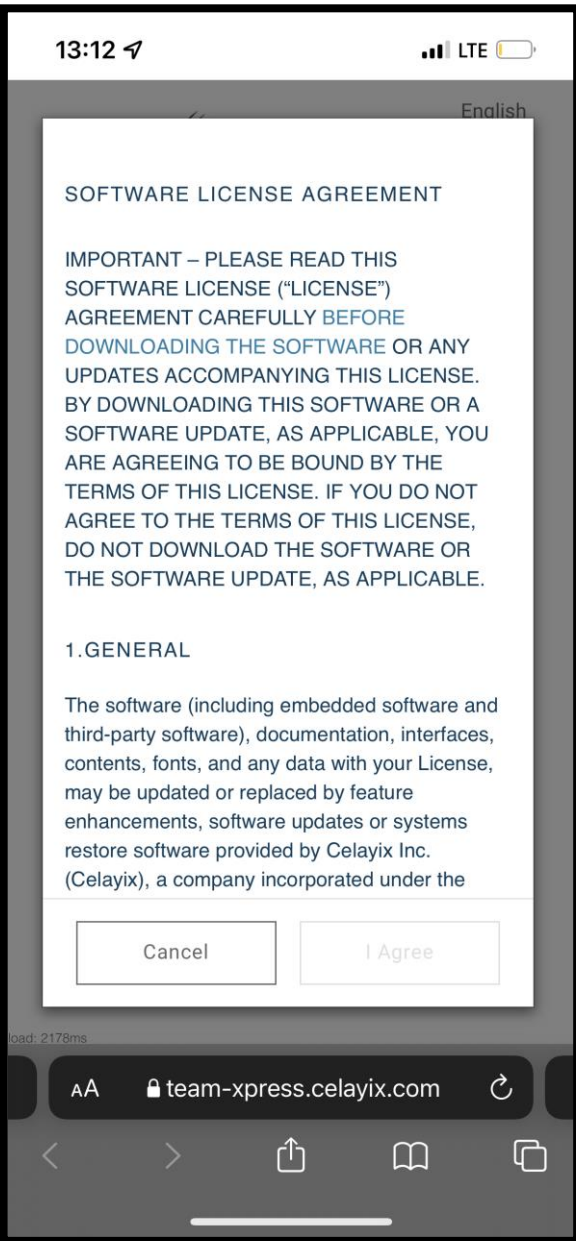 13:12
LTE
English
SOFTWARE LICENSE AGREEMENT
IMPORTANT – PLEASE READ THIS
SOFTWARE LICENSE (“LICENSE”)
AGREEMENT CAREFULLY BEFORE
DOWNLOADING THE SOFTWARE OR ANY
UPDATES ACCOMPANYING THIS LICENSE.
BY DOWNLOADING THIS SOFTWARE OR A
SOFTWARE UPDATE, AS APPLICABLE, YOU
ARE AGREEING TO BE BOUND BY THE
TERMS OF THIS LICENSE. IF YOU DO NOT
AGREE TO THE TERMS OF THIS LICENSE,
DO NOT DOWNLOAD THE SOFTWARE OR
THE SOFTWARE UPDATE, AS APPLICABLE.
1.GENERAL
The software (including embedded software and
third-party software), documentation, interfaces,
contents, fonts, and any data with your License,
may be updated or replaced by feature
enhancements, software updates or systems
restore software provided by Celayix Inc.
(Celayix), a company incorporated under the
Cancel
I Agree
load: 2178ms
AA
team-xpress.celayix.com